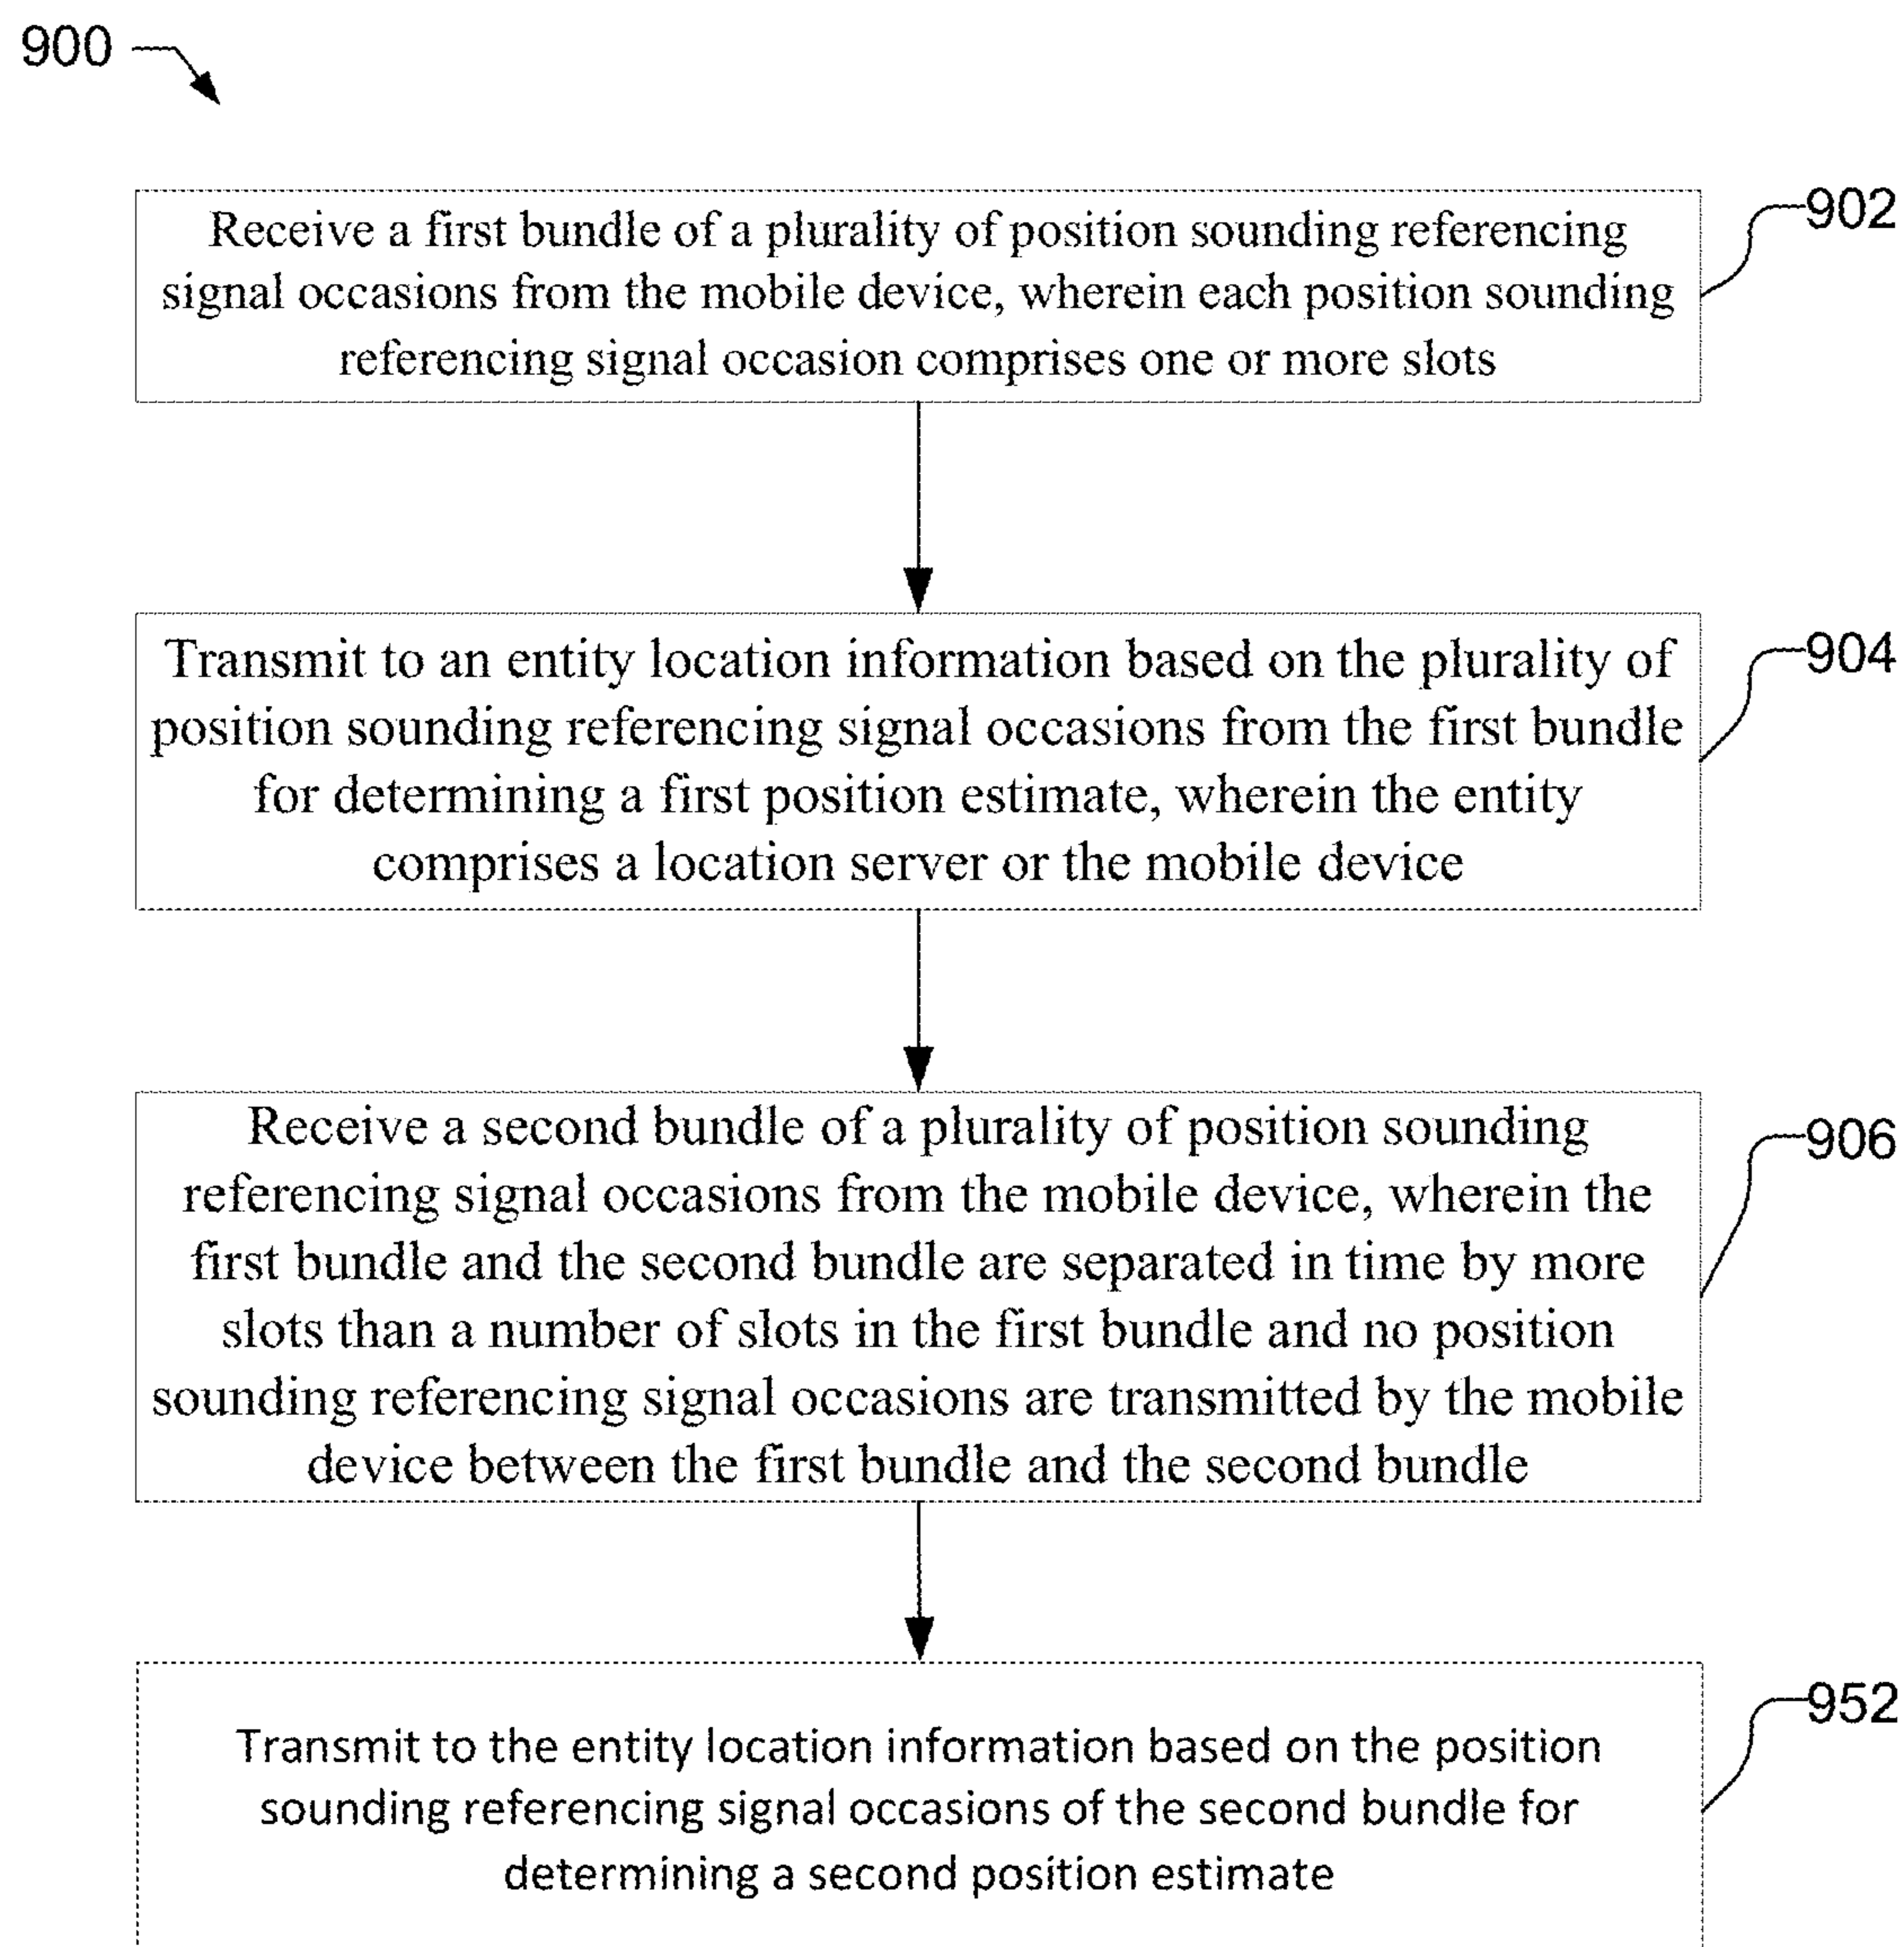 900
Receive a first bundle of a plurality of position sounding referencing
signal occasions from the mobile device, wherein each position sounding
referencing signal occasion comprises one or more slots
902
Transmit to an entity location information based on the plurality of
position sounding referencing signal occasions from the first bundle
for determining a first position estimate, wherein the entity
comprises a location server or the mobile device
904
Receive a second bundle of a plurality of position sounding
referencing signal occasions from the mobile device, wherein the
first bundle and the second bundle are separated in time by more
slots than a number of slots in the first bundle and no position
sounding referencing signal occasions are transmitted by the mobile
device between the first bundle and the second bundle
906
Transmit to the entity location information based on the position
sounding referencing signal occasions of the second bundle for
determining a second position estimate
952